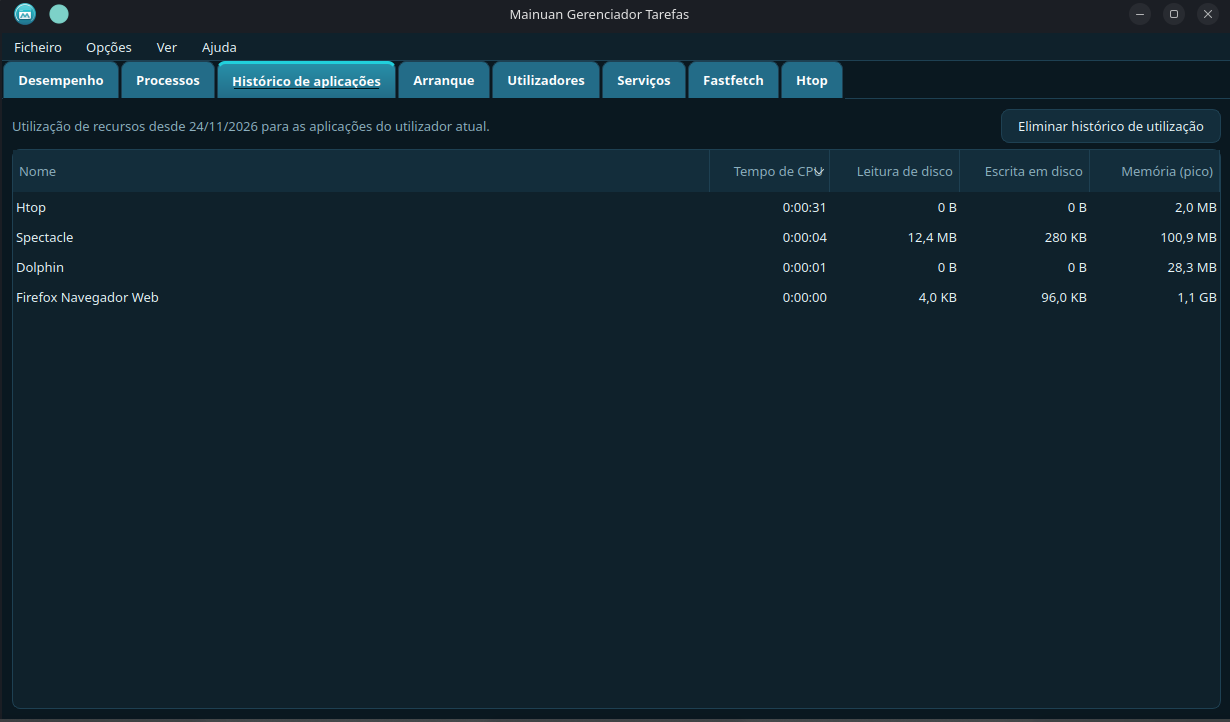 Mainuan Gerenciador Tarefas
Ficheiro Opções Ver Ajuda
Desempenho Processos Histórico de aplicações Arranque Utilizadores Serviços Fastfetch Htop
Utilização de recursos desde 24/11/2026 para as aplicações do utilizador atual. Eliminar histórico de utilização
Nome Tempo de CPU Leitura de disco Escrita em disco Memória (pico)
Htop 0:00:31 0 B 0 B 2,0 MB
Spectacle 0:00:04 12,4 MB 280 KB 100,9 MB
Dolphin 0:00:01 0 B 0 B 28,3 MB
Firefox Navegador Web 0:00:00 4,0 KB 96,0 KB 1,1 GB